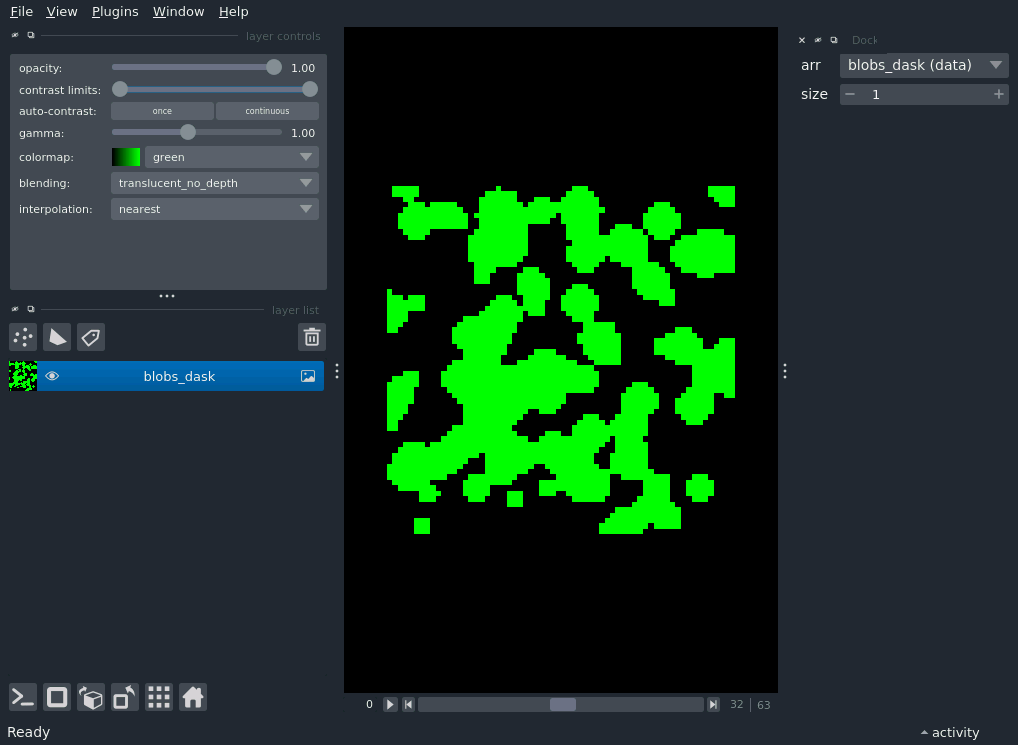 File View Plugins Window Help
layer controls
opacity: 1.00
contrast limits:
auto-contrast: once continuous
gamma: 1.00
colormap: green
blending: translucent_no_depth
interpolation: nearest
layer list
blobs_dask
0 32 63
Dock
arr blobs_dask (data)
size 1
Ready
activity